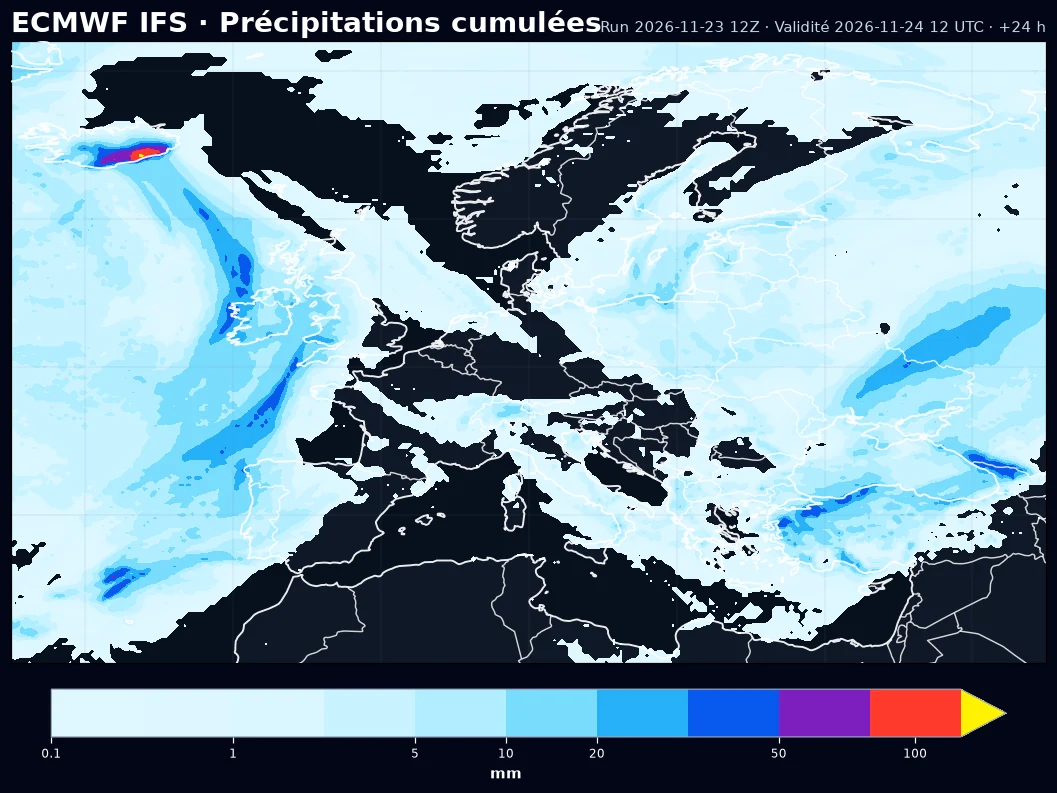 ECMWF IFS · Précipitations cumulées
Run 2026-11-23 12Z · Validité 2026-11-24 12 UTC · +24 h
0.1 1 5 10 20 50 100
mm